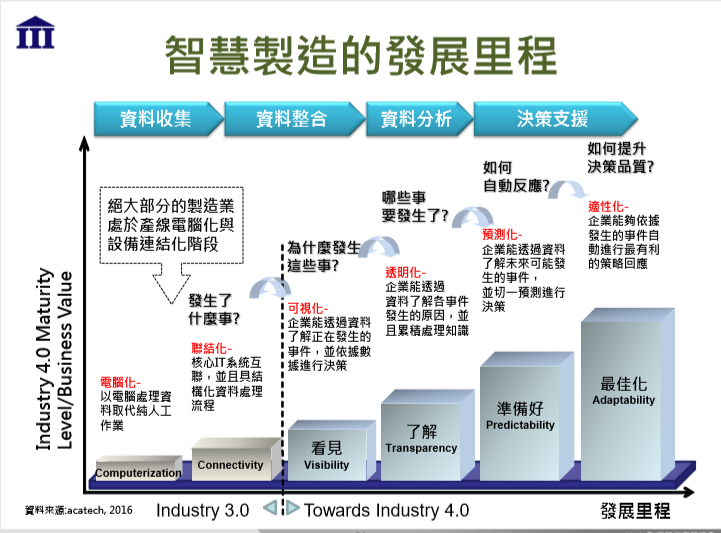 智慧製造的發展里程
資料收集
資料整合
資料分析
決策支援
Industry 4.0 Maturity
Level/Business Value
絕大部分的製造業
處於產線電腦化與
設備連結化階段
發生了
什麼事?
為什麼發生
這些事?
哪些事
要發生了?
如何
自動反應?
如何提升
決策品質?
電腦化-
以電腦處理資
料取代純人工
作業
聯結化-
核心IT系統互
聯，並且具結
構化資料處理
流程
可視化-
企業能透過資料
了解正在發生的
事件，並依據數
據進行決策
透明化-
企業能透過
資料了解各事件
發生的原因，並
且累積處理知識
預測化-
企業能透過資料
了解未來可能發
生的事件，
並切一預測進行
決策
適性化-
企業能夠依據
發生的事件自
動進行最有利
的策略回應
Computerization
Connectivity
看見
Visibility
了解
Transparency
準備好
Predictability
最佳化
Adaptability
資料來源:acatech, 2016
Industry 3.0
Towards Industry 4.0
發展里程